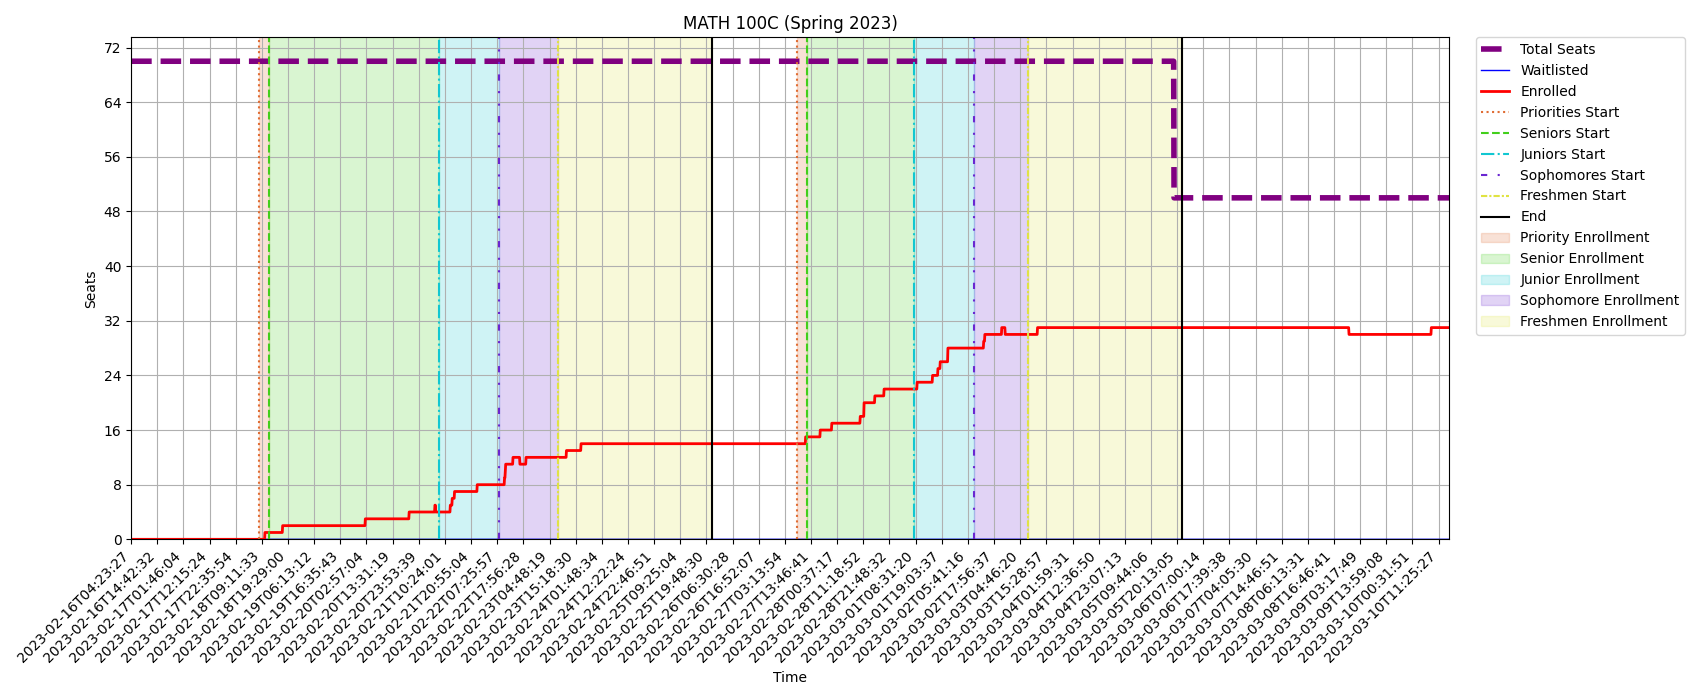 MATH 100C (Spring 2023)
72
64
56
48
40
32
24
16
8
0
Seats
2023-02-16T04:23:27
2023-02-16T14:42:32
2023-02-17T01:46:04
2023-02-17T12:15:24
2023-02-17T22:35:54
2023-02-18T09:11:33
2023-02-18T19:29:00
2023-02-19T06:13:12
2023-02-19T16:35:43
2023-02-20T02:57:04
2023-02-20T13:31:19
2023-02-20T23:53:39
2023-02-21T10:24:01
2023-02-21T20:55:04
2023-02-22T07:25:57
2023-02-22T17:56:28
2023-02-23T04:48:19
2023-02-23T15:18:30
2023-02-24T01:48:34
2023-02-24T12:22:24
2023-02-24T22:46:51
2023-02-25T09:25:04
2023-02-25T19:48:30
2023-02-26T06:30:28
2023-02-26T16:52:07
2023-02-27T03:13:54
2023-02-27T13:46:41
2023-02-28T00:37:17
2023-02-28T11:18:52
2023-02-28T21:48:32
2023-03-01T08:31:20
2023-03-01T19:03:37
2023-03-02T05:41:16
2023-03-02T17:56:37
2023-03-03T04:46:20
2023-03-03T15:28:57
2023-03-04T01:59:31
2023-03-04T12:36:50
2023-03-04T23:07:13
2023-03-05T09:44:06
2023-03-05T20:13:05
2023-03-06T07:00:14
2023-03-06T17:39:38
2023-03-07T04:05:30
2023-03-07T14:46:51
2023-03-08T06:13:31
2023-03-08T16:46:41
2023-03-09T03:17:49
2023-03-09T13:59:08
2023-03-10T00:31:51
2023-03-10T11:25:27
Time
Total Seats
Waitlisted
Enrolled
Priorities Start
Seniors Start
Juniors Start
Sophomores Start
Freshmen Start
End
Priority Enrollment
Senior Enrollment
Junior Enrollment
Sophomore Enrollment
Freshmen Enrollment